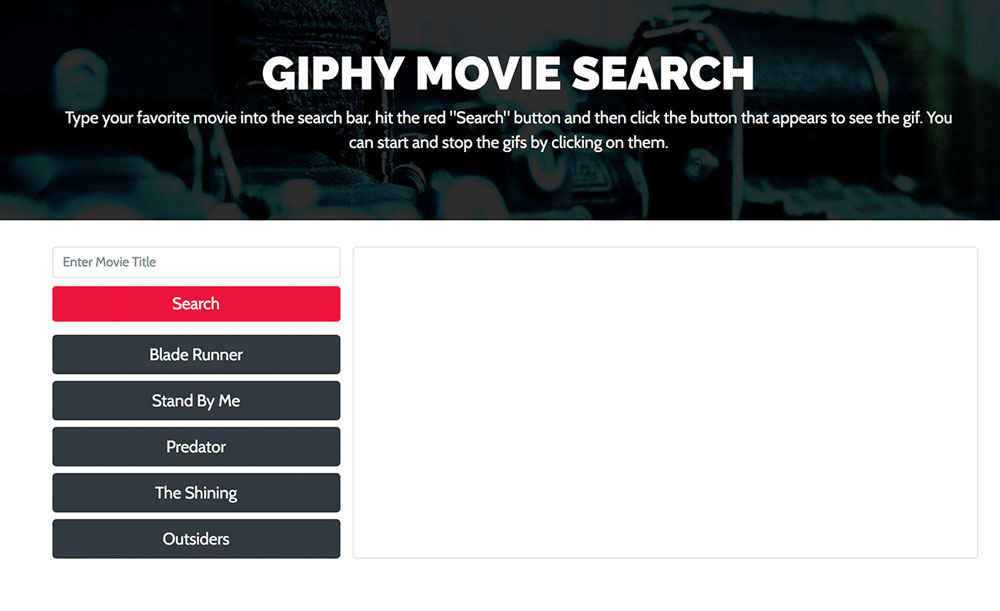 GIPHY MOVIE SEARCH
Type your favorite movie into the search bar, hit the red "Search" button and then click the button that appears to see the gif. You
can start and stop the gifs by clicking on them.
Enter Movie Title
Search
Blade Runner
Stand By Me
Predator
The Shining
Outsiders